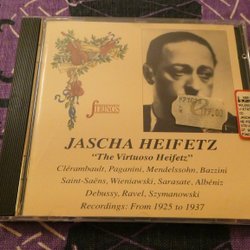 STRINGS
JASCHA HEIFETZ
"The Virtuoso Heifetz"
Clérambault, Paganini, Mendelssohn, Bazzini
Saint-Saëns, Wieniawski, Sarasate, Albéniz
Debussy, Ravel, Szymanowski
Recordings: From 1925 to 1937